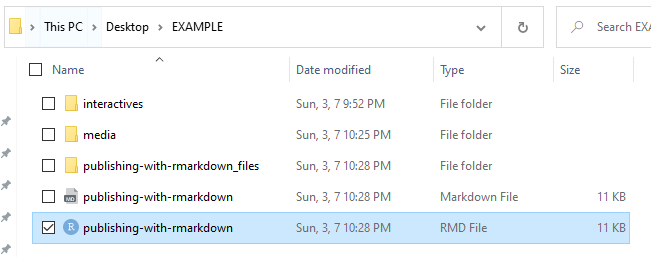 This PC > Desktop > EXAMPLE Search EXA
Name Date modified Type Size
interactives Sun, 3, 7 9:52 PM File folder
media Sun, 3, 7 10:25 PM File folder
publishing-with-rmarkdown_files Sun, 3, 7 10:28 PM File folder
MD publishing-with-rmarkdown Sun, 3, 7 10:28 PM Markdown File 11 KB
R publishing-with-rmarkdown Sun, 3, 7 10:28 PM RMD File 11 KB